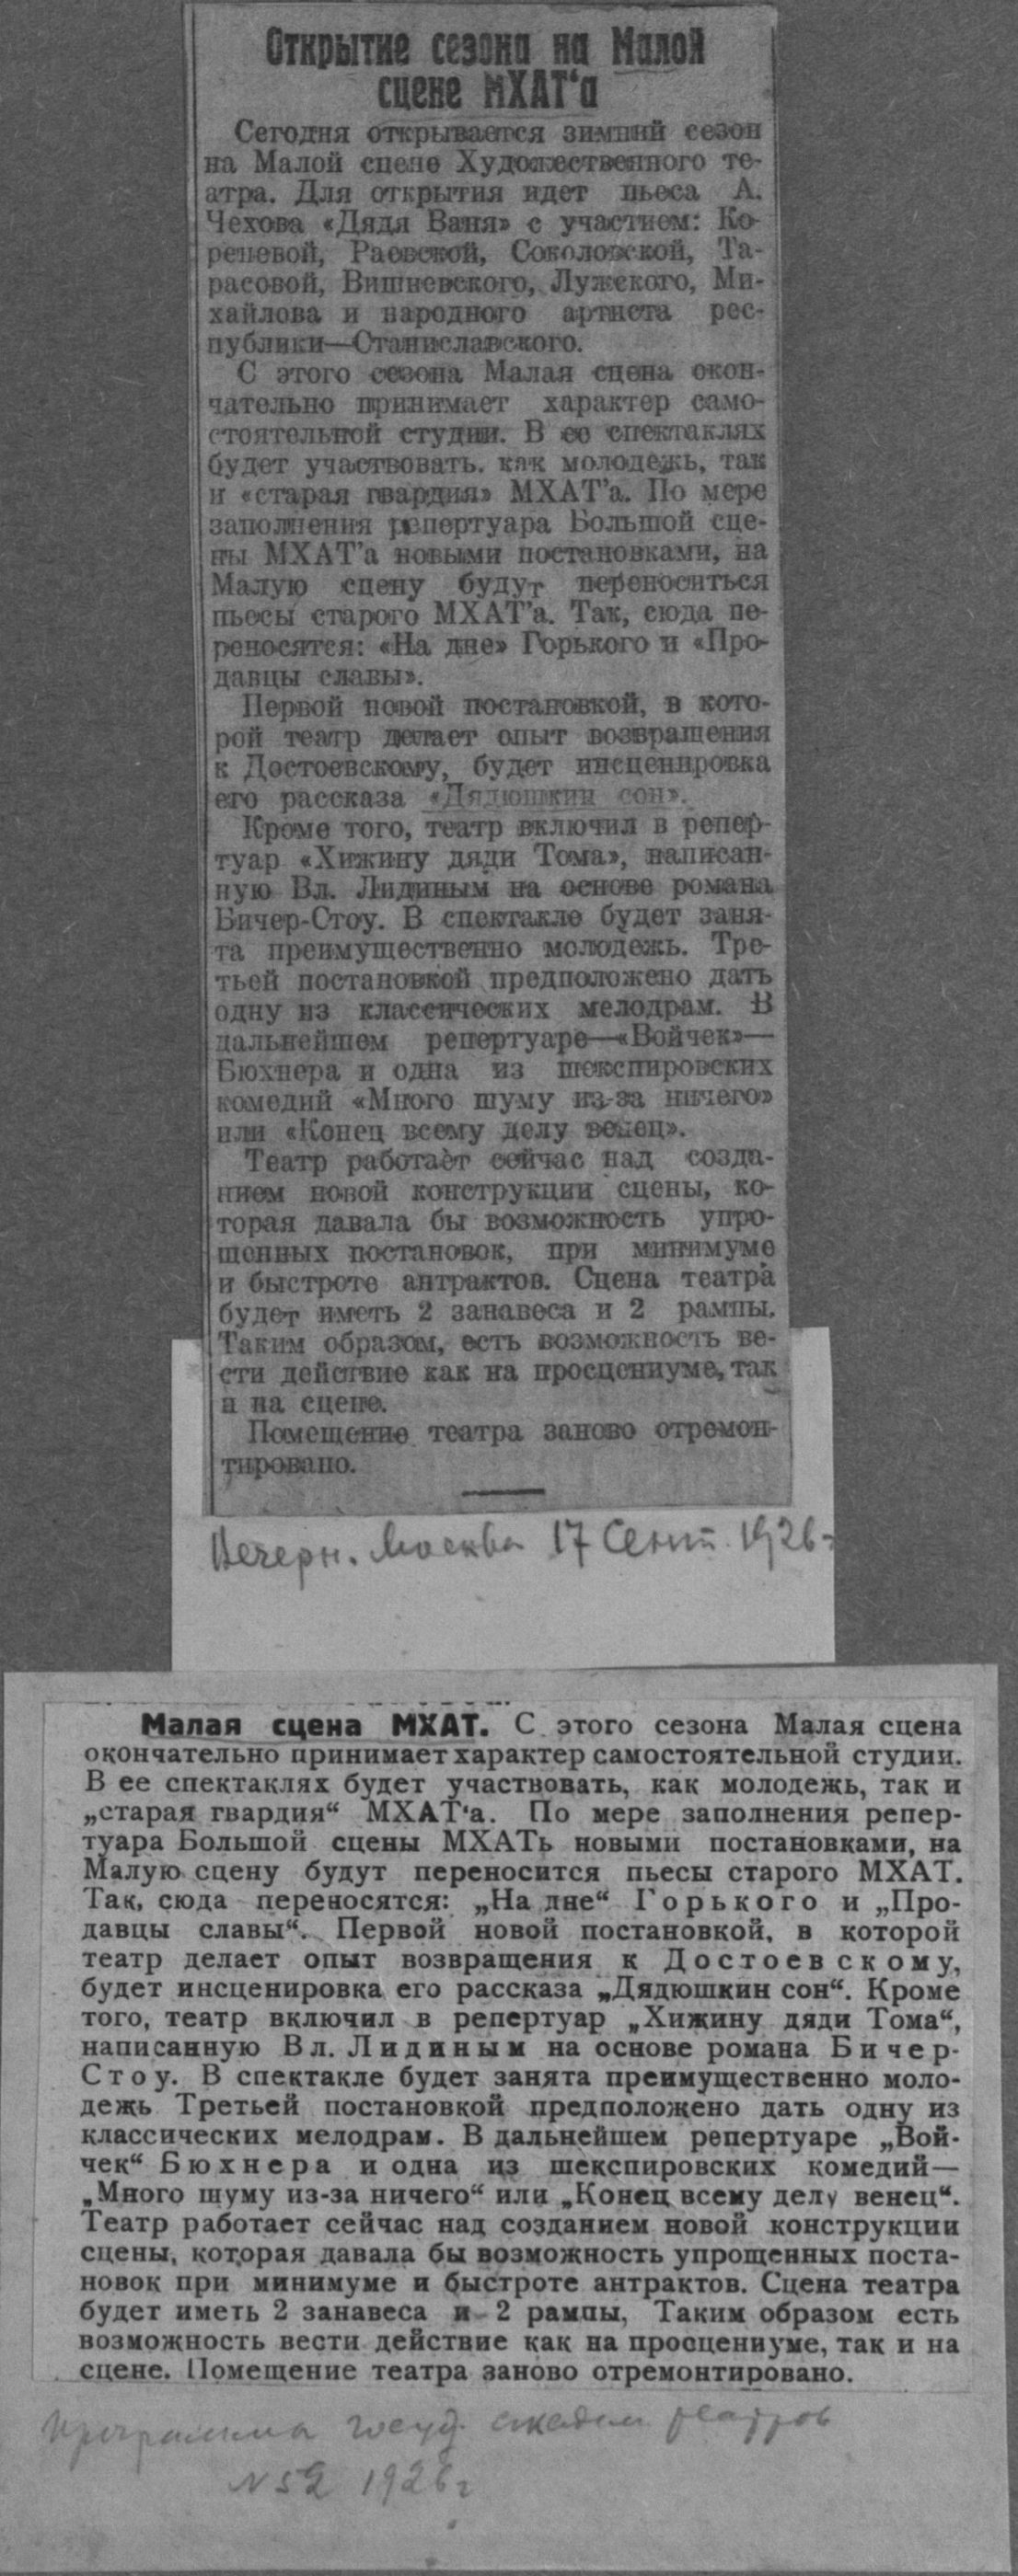 Открытие сезона на Малой
сцене МХАТ‘а
Сегодня открывается зимний сезон
на Малой сцене Художественного те-
атра. Для открытия идет пьеса А.
Чехова «Дядя Ваня» с участием: Ко-
реневой, Раевской, Соколовской, Та-
расовой, Вишневского, Лужского, Ми-
хайлова и народного артиста рес-
публики—Станиславского.
С этого сезона Малая сцена окон-
чательно принимает характер само-
стоятельной студии. В ее спектаклях
будет участвовать. как молодежь, так
и «старая гвардия» МХАТ’а. По мере
заполнения репертуара Большой сце-
ны МХАТ’а новыми постановками, на
Малую сцену будут переноситься
пьесы старого МХАТ’а. Так, сюда пе-
реносятся: «На дне» Горького и «Про-
давцы славы».
Первой новой постановкой, в кото-
рой театр делает опыт возвращения
к Достоевскому, будет инсценировка
его рассказа «Дядюшкин сон».
Кроме того, театр включил в репер-
туар «Хижину дяди Тома», написан-
ную Вл. Лидиным на основе романа
Бичер-Стоу. В спектакле будет заня-
та преимущественно молодежь. Тре-
тьей постановкой предположено дать
одну из классических мелодрам. В
дальнейшем репертуаре—«Войчек»—
Бюхнера и одна из шекспировских
комедий «Много шуму из-за ничего»
или «Конец всему делу венец».
Театр работает сейчас над созда-
нием новой конструкции сцены, ко-
торая давала бы возможность упро-
щенных постановок, при минимуме
и быстроте антрактов. Сцена театра
будет иметь 2 занавеса и 2 рампы.
Таким образом, есть возможность ве-
сти действие как на просцениуме, так
и на сцене.
Помещение театра заново отремон-
тировано.
Вечерн. Москва 17 Сент. 1926 г
Малая сцена МХАТ. С этого сезона Малая сцена
окончательно принимает характер самостоятельной студии.
В ее спектаклях будет участвовать, как молодежь, так и
„старая гвардия“ МХАТ‘а. По мере заполнения репер-
туара Большой сцены МХАТь новыми постановками, на
Малую сцену будут переносится пьесы старого МХАТ.
Так, сюда переносятся: „На дне“ Горького и „Про-
давцы славы“. Первой новой постановкой, в которой
театр делает опыт возвращения к Достоевскому,
будет инсценировка его рассказа „Дядюшкин сон“. Кроме
того, театр включил в репертуар „Хижину дяди Тома“,
написанную Вл. Лидиным на основе романа Бичер-
Стоу. В спектакле будет занята преимущественно моло-
дежь Третьей постановкой предположено дать одну из
классических мелодрам. В дальнейшем репертуаре „Вой-
чек“ Бюхнера и одна из шекспировских комедий—
„Много шуму из-за ничего“ или „Конец всему делу венец“.
Театр работает сейчас над созданием новой конструкции
сцены, которая давала бы возможность упрощенных поста-
новок при минимуме и быстроте антрактов. Сцена театра
будет иметь 2 занавеса и 2 рампы, Таким образом есть
возможность вести действие как на просцениуме, так и на
сцене. Помещение театра заново отремонтировано.
Программа госуд. академ театров
N 52 1926 г